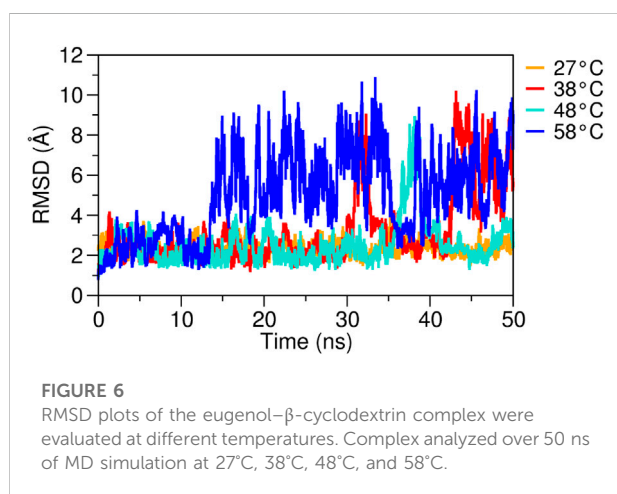 12
10
8
6
4
2
0
RMSD (Å)
0 10 20 30 40 50
Time (ns)
27°C
38°C
48°C
58°C
FIGURE 6
RMSD plots of the eugenol–β-cyclodextrin complex were
evaluated at different temperatures. Complex analyzed over 50 ns
of MD simulation at 27°C, 38°C, 48°C, and 58°C.